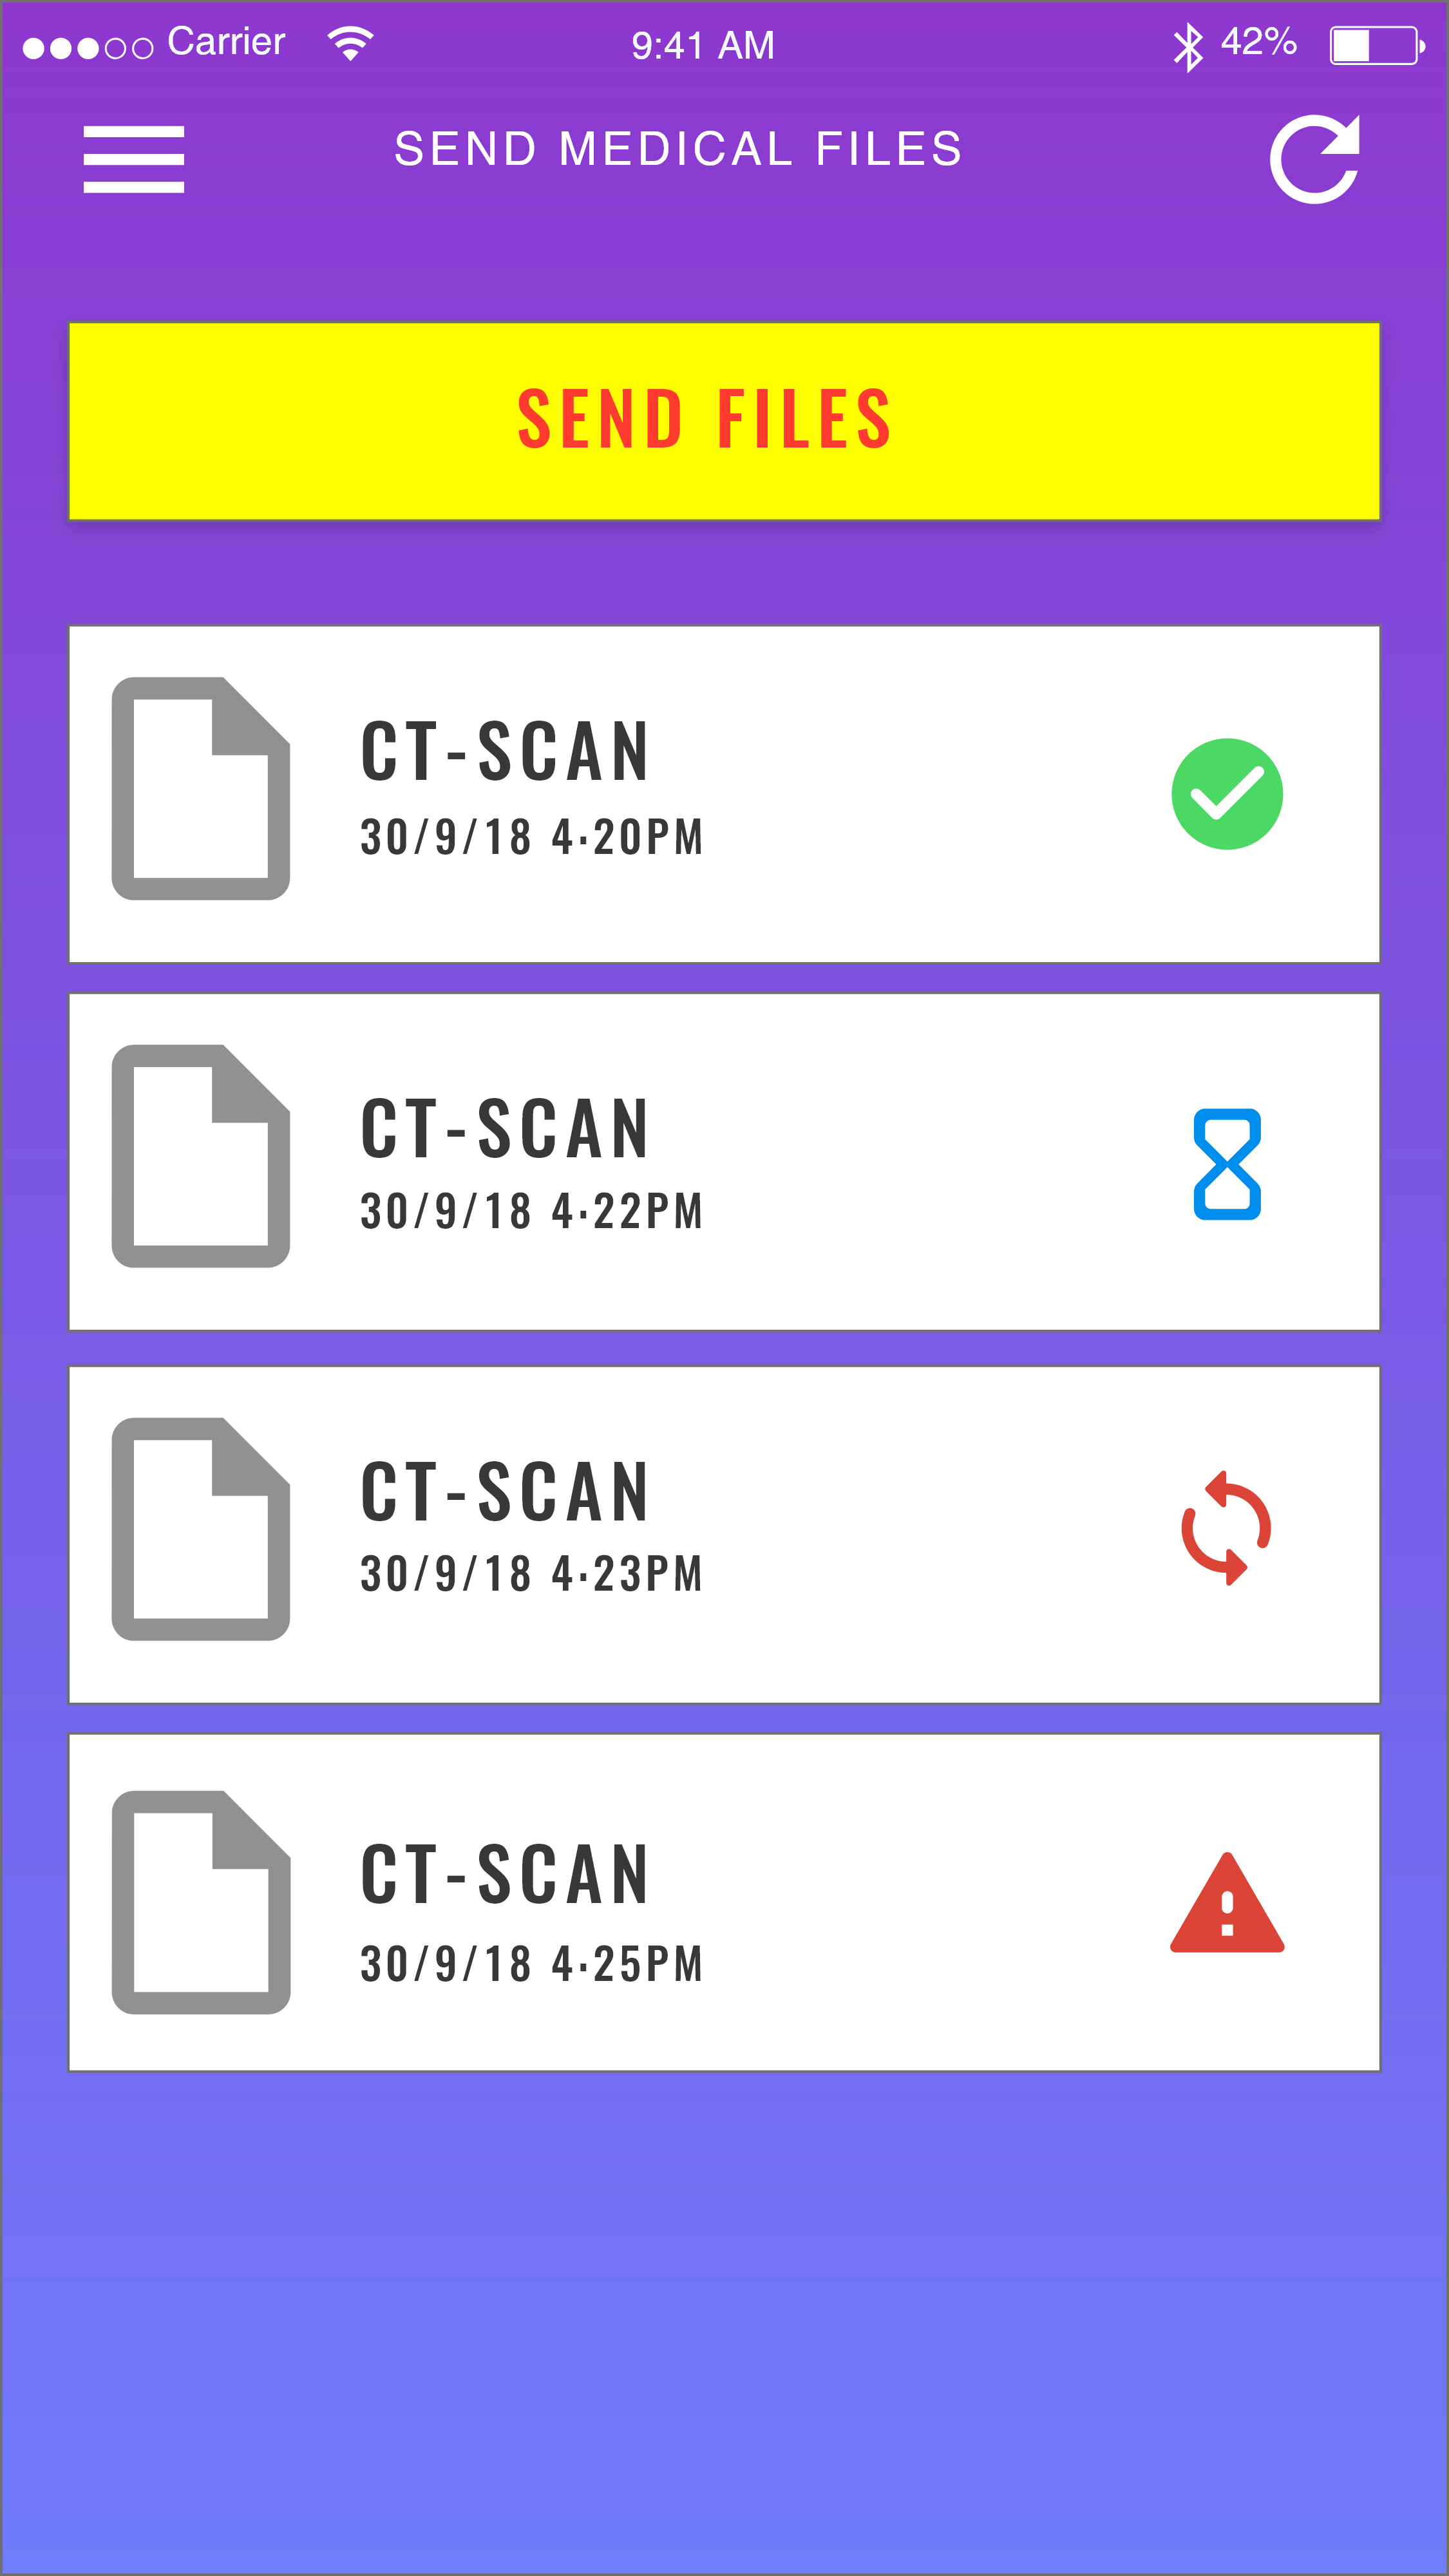 Carrier 9:41 AM 42%
SEND MEDICAL FILES
SEND FILES
CT-SCAN
30/9/18 4:20PM
CT-SCAN
30/9/18 4:22PM
CT-SCAN
30/9/18 4:23PM
CT-SCAN
30/9/18 4:25PM